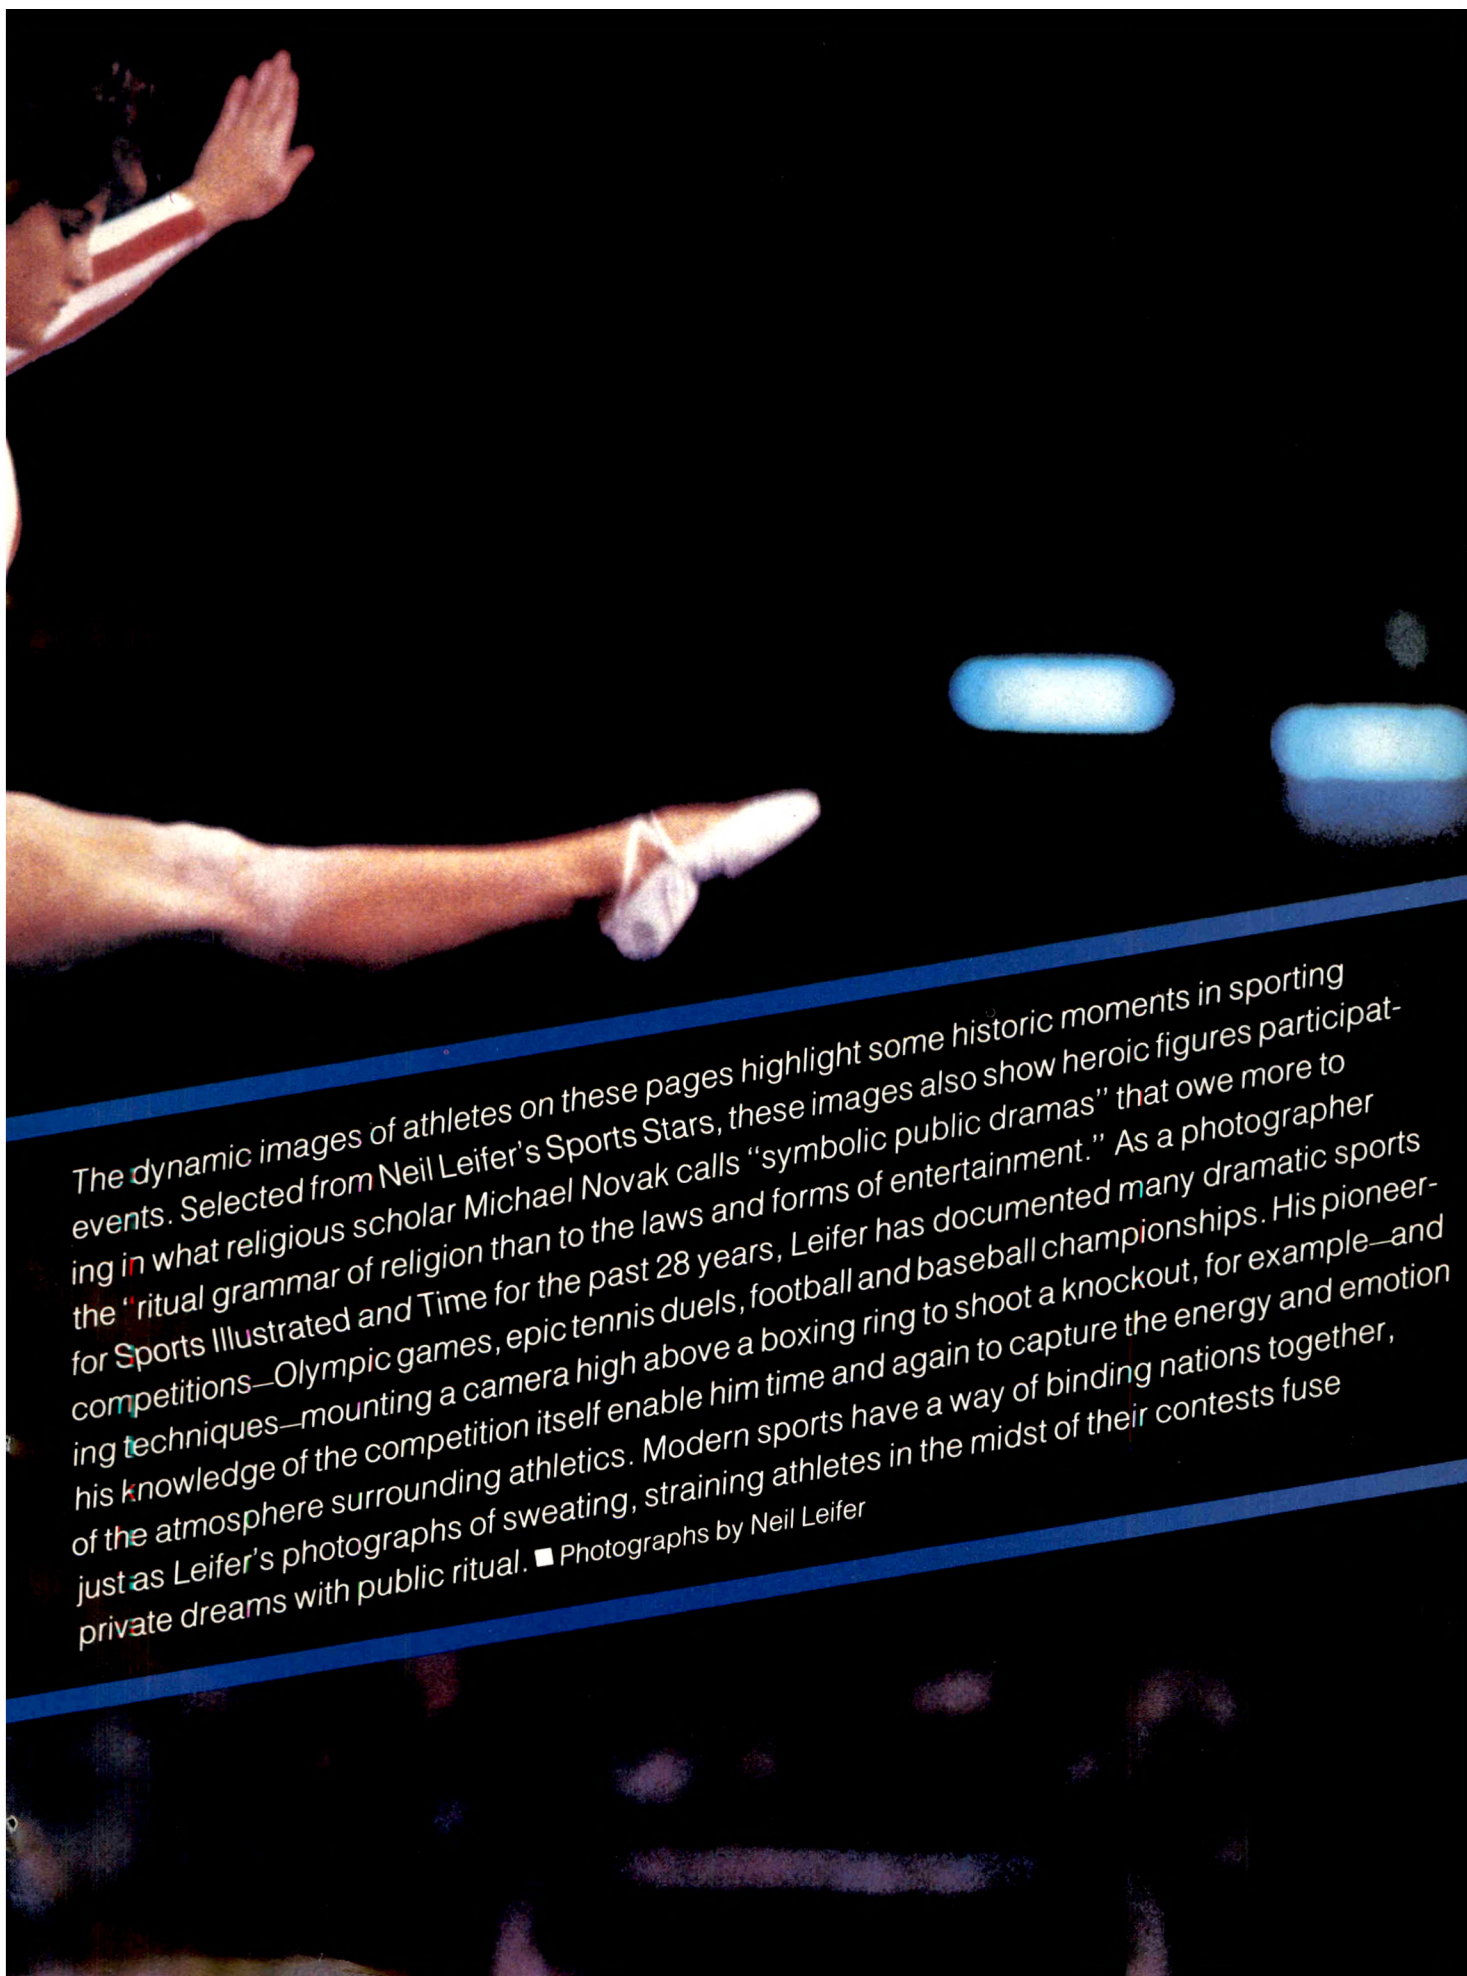 The dynamic images of athletes on these pages highlight some historic moments in sporting
events. Selected from Neil Leifer's Sports Stars, these images also show heroic figures participat-
ing in what religious scholar Michael Novak calls “symbolic public dramas” that owe more to
the “ritual grammar of religion than to the laws and forms of entertainment.” As a photographer
for Sports Illustrated and Time for the past 28 years, Leifer has documented many dramatic sports
competitions—Olympic games, epic tennis duels, football and baseball championships. His pioneer-
ing techniques—mounting a camera high above a boxing ring to shoot a knockout, for example—and
his knowledge of the competition itself enable him time and again to capture the energy and emotion
of the atmosphere surrounding athletics. Modern sports have a way of binding nations together,
just as Leifer's photographs of sweating, straining athletes in the midst of their contests fuse
private dreams with public ritual. ■ Photographs by Neil Leifer